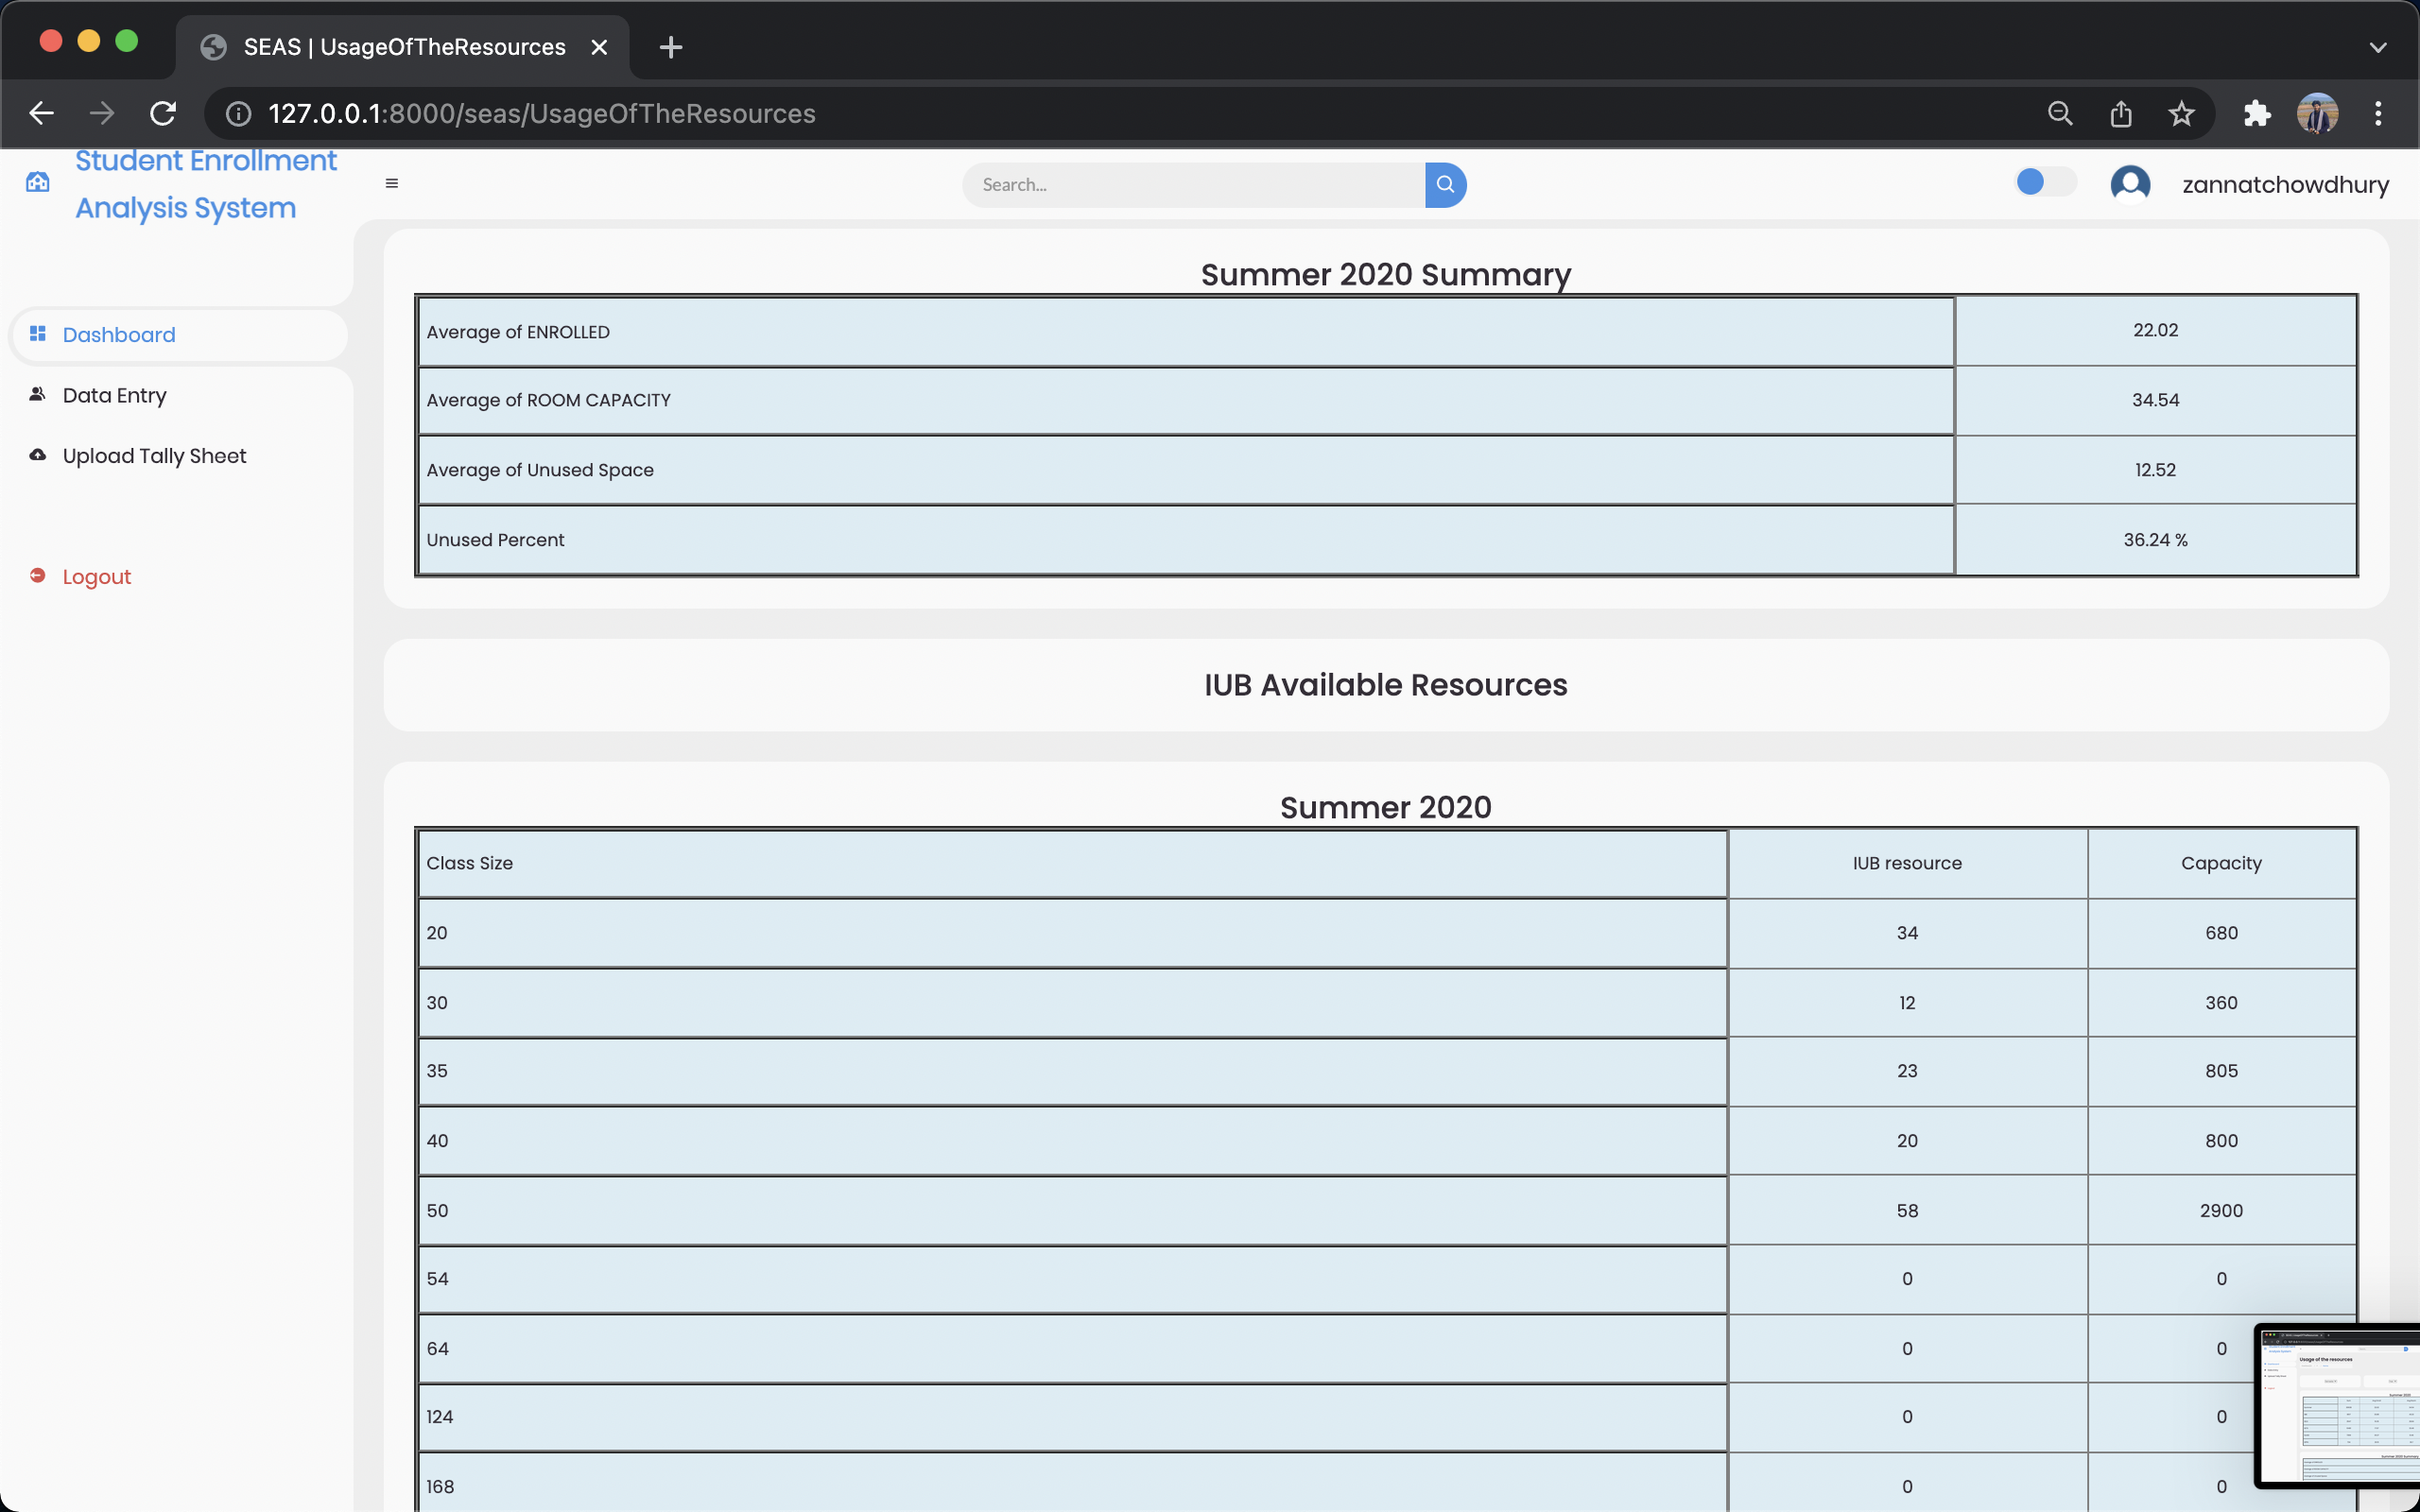 SEAS | UsageOfTheResources
127.0.0.1:8000/seas/UsageOfTheResources
Student Enrollment
Analysis System
Search...
zannatchowdhury
Dashboard
Data Entry
Upload Tally Sheet
Logout
Summer 2020 Summary
Average of ENROLLED 22.02
Average of ROOM CAPACITY 34.54
Average of Unused Space 12.52
Unused Percent 36.24 %
IUB Available Resources
Summer 2020
Class Size IUB resource Capacity
20 34 680
30 12 360
35 23 805
40 20 800
50 58 2900
54 0 0
64 0 0
124 0 0
168 0 0
Usage of the resources